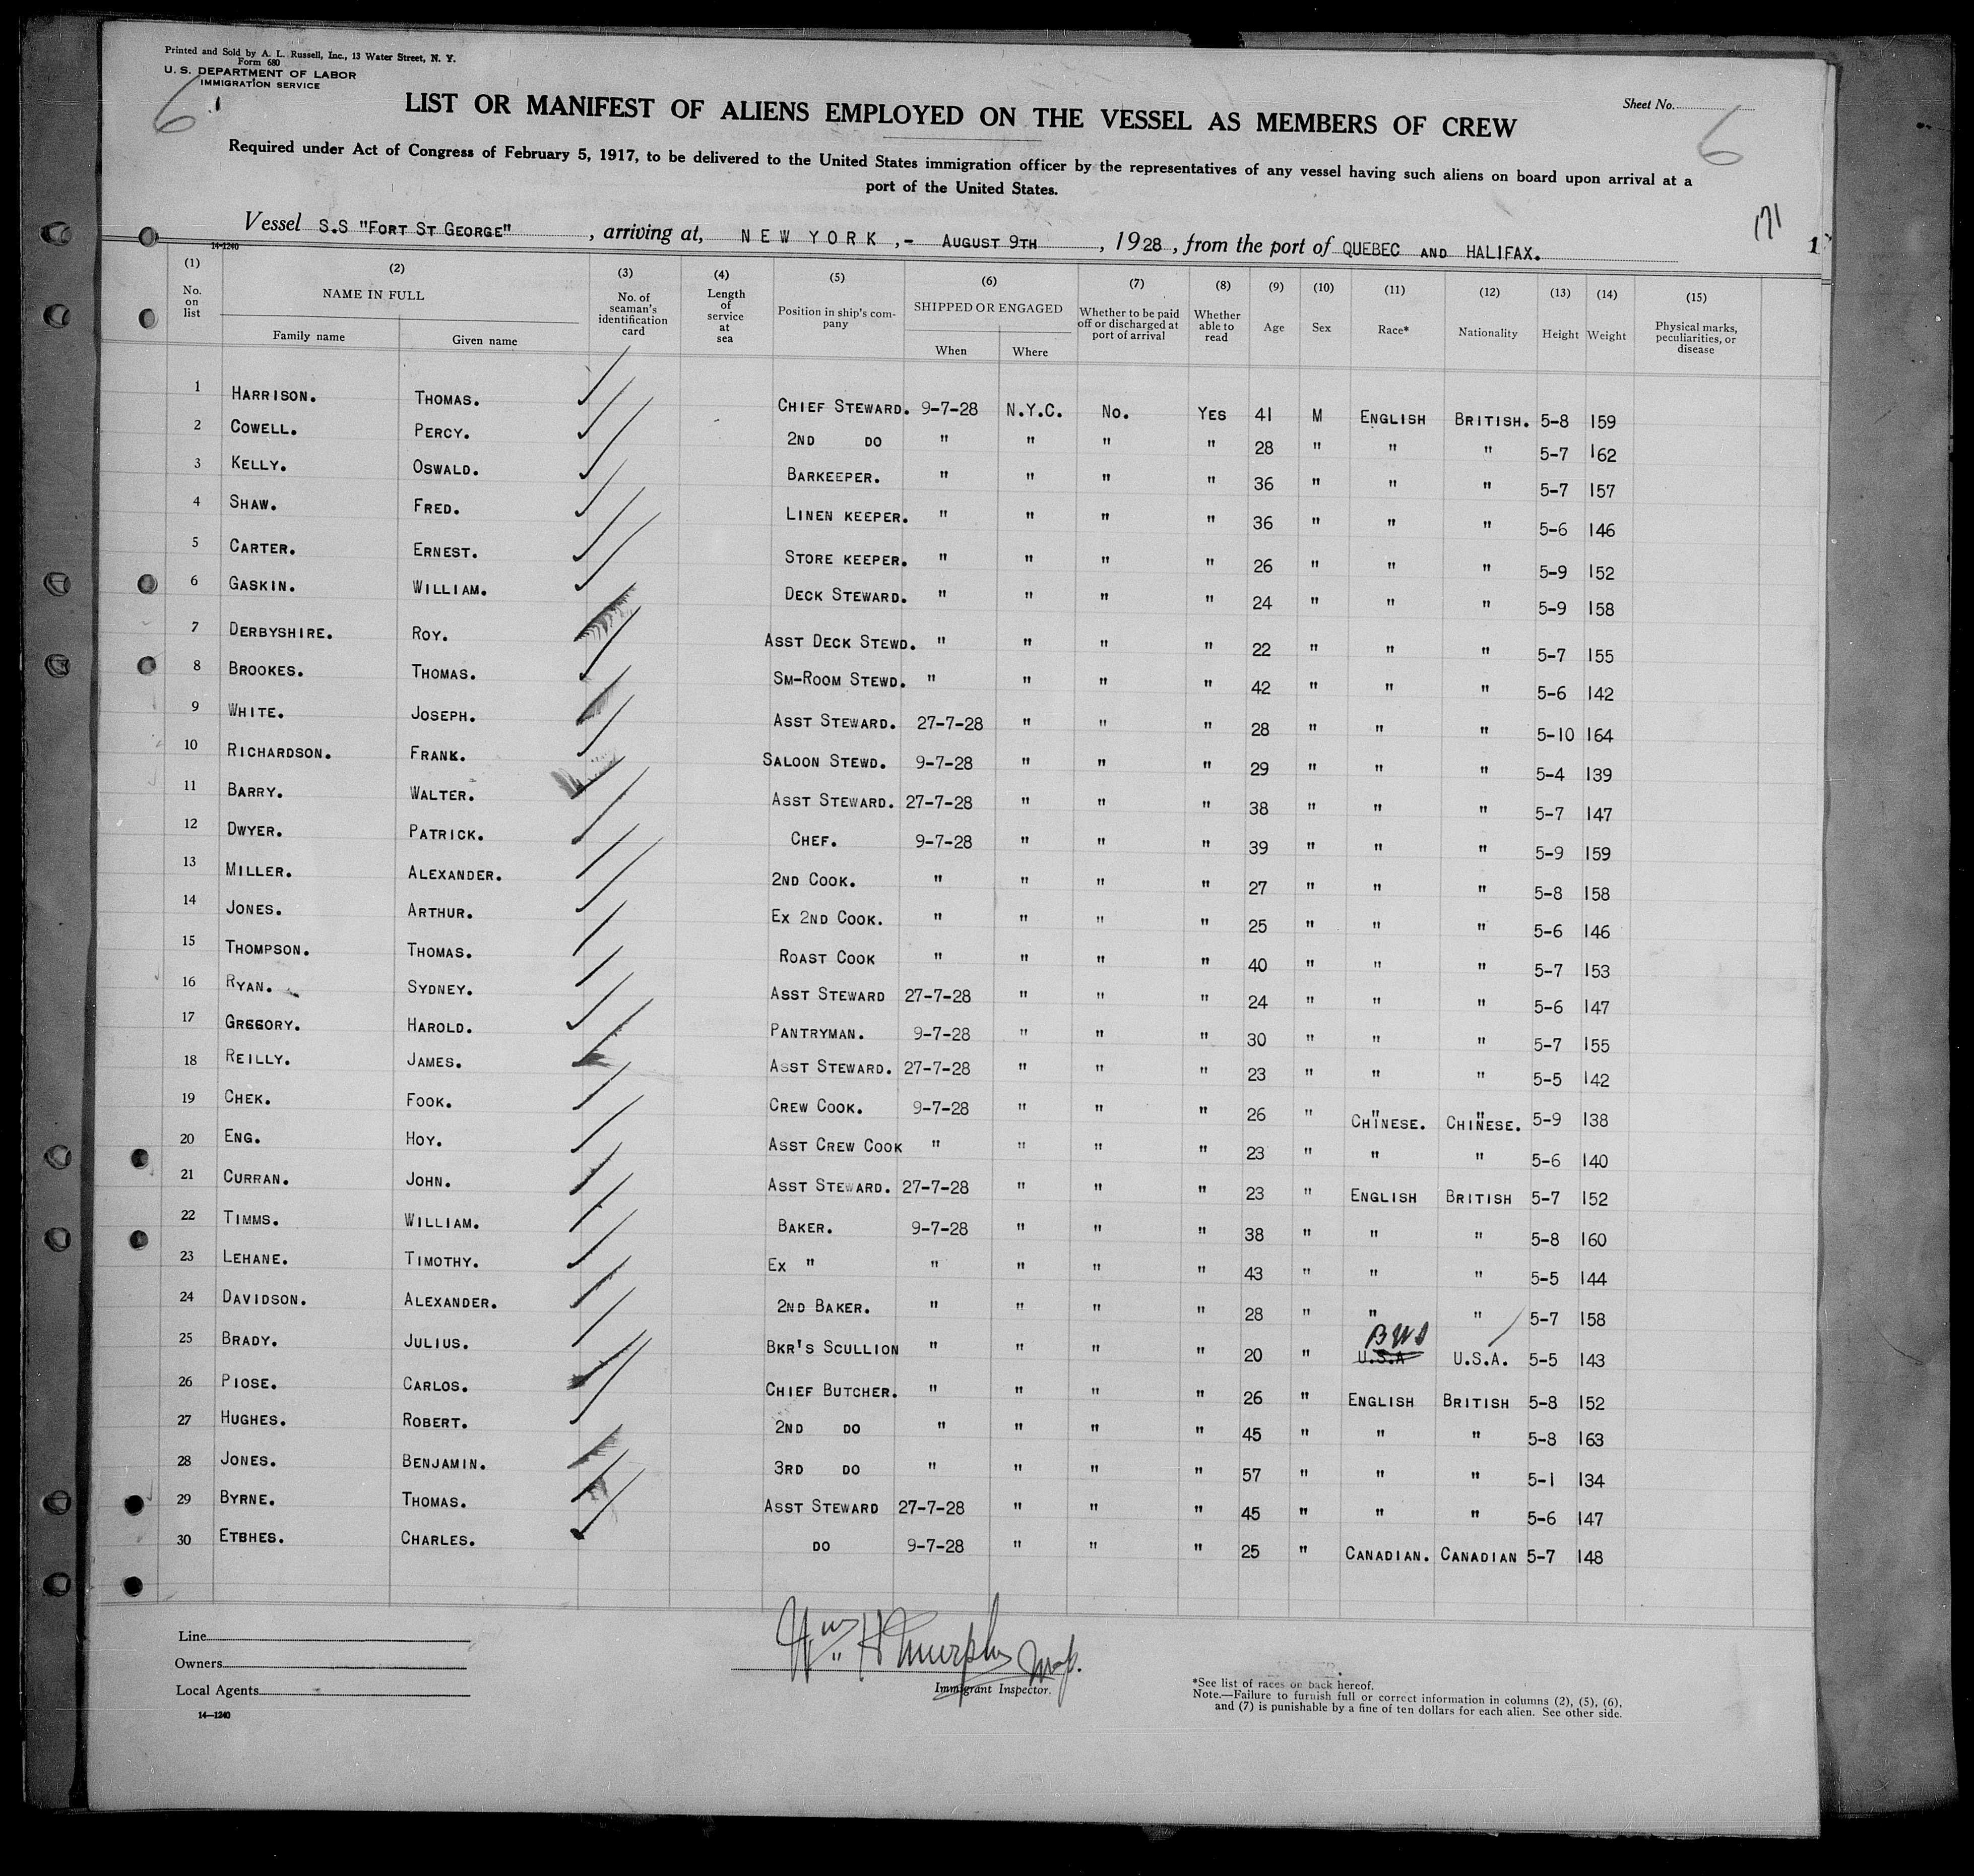 Printed and Sold by A. L. Russell, Inc., 13 Water Street, N. Y.
Form 680
U. S. DEPARTMENT OF LABOR
IMMIGRATION SERVICE
6
Sheet No.
6
LIST OR MANIFEST OF ALIENS EMPLOYED ON THE VESSEL AS MEMBERS OF CREW
Required under Act of Congress of February 5, 1917, to be delivered to the United States immigration officer by the representatives of any vessel having such aliens on board upon arrival at a
port of the United States.
171
Vessel S.S "FORT ST GEORGE" , arriving at, NEW YORK ,- AUGUST 9TH , 1928 , from the port of QUEBEC AND HALIFAX. 1
14-1240
(1) (2) (3) (4) (5) (6) (7) (8) (9) (10) (11) (12) (13) (14) (15)
No. on list NAME IN FULL Family name Given name No. of seaman's identification card Length of service at sea Position in ship's company SHIPPED OR ENGAGED When Where Whether to be paid off or discharged at port of arrival Whether able to read Age Sex Race* Nationality Height Weight Physical marks, peculiarities, or disease
1 HARRISON. THOMAS. CHIEF STEWARD. 9-7-28 N.Y.C. No. YES 41 M ENGLISH BRITISH. 5-8 159
2 COWELL. PERCY. 2ND DO " " " " 28 " " " 5-7 162
3 KELLY. OSWALD. BARKEEPER. " " " " 36 " " " 5-7 157
4 SHAW. FRED. LINEN KEEPER. " " " " 36 " " " 5-6 146
5 CARTER. ERNEST. STORE KEEPER. " " " " 26 " " " 5-9 152
6 GASKIN. WILLIAM. DECK STEWARD. " " " " 24 " " " 5-9 158
7 DERBYSHIRE. ROY. ASST DECK STEWD. " " " " 22 " " " 5-7 155
8 BROOKES. THOMAS. SM-ROOM STEWD. " " " " 42 " " " 5-6 142
9 WHITE. JOSEPH. ASST STEWARD. 27-7-28 " " " 28 " " " 5-10 164
10 RICHARDSON. FRANK. SALOON STEWD. 9-7-28 " " " 29 " " " 5-4 139
11 BARRY. WALTER. ASST STEWARD. 27-7-28 " " " 38 " " " 5-7 147
12 DWYER. PATRICK. CHEF. 9-7-28 " " " 39 " " " 5-9 159
13 MILLER. ALEXANDER. 2ND COOK. " " " " 27 " " " 5-8 158
14 JONES. ARTHUR. EX 2ND COOK. " " " " 25 " " " 5-6 146
15 THOMPSON. THOMAS. ROAST COOK " " " " 40 " " " 5-7 153
16 RYAN. SYDNEY. ASST STEWARD 27-7-28 " " " 24 " " " 5-6 147
17 GREGORY. HAROLD. PANTRYMAN. 9-7-28 " " " 30 " " " 5-7 155
18 REILLY. JAMES. ASST STEWARD. 27-7-28 " " " 23 " " " 5-5 142
19 CHEK. FOOK. CREW COOK. 9-7-28 " " " 26 " CHINESE. CHINESE. 5-9 138
20 ENG. HOY. ASST CREW COOK " " " " 23 " " " 5-6 140
21 CURRAN. JOHN. ASST STEWARD. 27-7-28 " " " 23 " ENGLISH BRITISH 5-7 152
22 TIMMS. WILLIAM. BAKER. 9-7-28 " " " 38 " " " 5-8 160
23 LEHANE. TIMOTHY. EX " " " " " 43 " " " 5-5 144
24 DAVIDSON. ALEXANDER. 2ND BAKER. " " " " 28 " " " 5-7 158
25 BRADY. JULIUS. BKR'S SCULLION " " " " 20 " U.S.A BWI U.S.A. 5-5 143
26 PIOSE. CARLOS. CHIEF BUTCHER. " " " " 26 " ENGLISH BRITISH 5-8 152
27 HUGHES. ROBERT. 2ND DO " " " " 45 " " " 5-8 163
28 JONES. BENJAMIN. 3RD DO " " " " 57 " " " 5-1 134
29 BYRNE. THOMAS. ASST STEWARD 27-7-28 " " " 45 " " " 5-6 147
30 ETBHES. CHARLES. DO 9-7-28 " " " 25 " CANADIAN. CANADIAN 5-7 148
Line
Owners
Local Agents
14—1240
Wm H Murphy
Immigrant Inspector.
*See list of races on back hereof.
Note.—Failure to furnish full or correct information in columns (2), (5), (6),
and (7) is punishable by a fine of ten dollars for each alien. See other side.